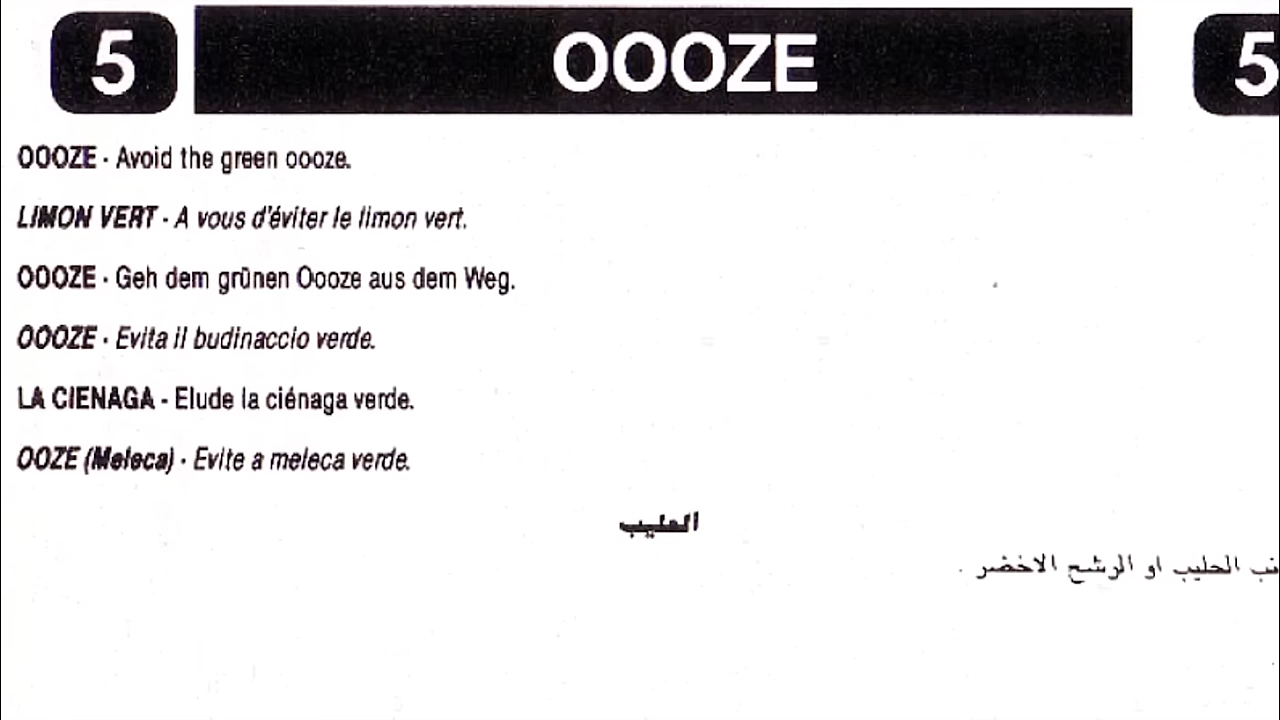 5 OOOZE 5
OOOZE - Avoid the green oooze.
LIMON VERT - A vous d'éviter le limon vert.
OOOZE - Geh dem grünen Oooze aus dem Weg.
OOOZE - Evita il budinaccio verde.
LA CIENAGA - Elude la ciénaga verde.
OOZE (Meleca) - Evite a meleca verde.
الحليب
الحليب او الرشح الاخضر .